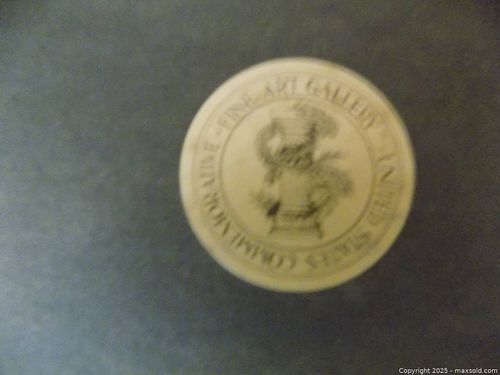 FINE ART GALLERY - UNITED STATES COMMEMORATIVE -
Copyright 2025 - maxsold.com